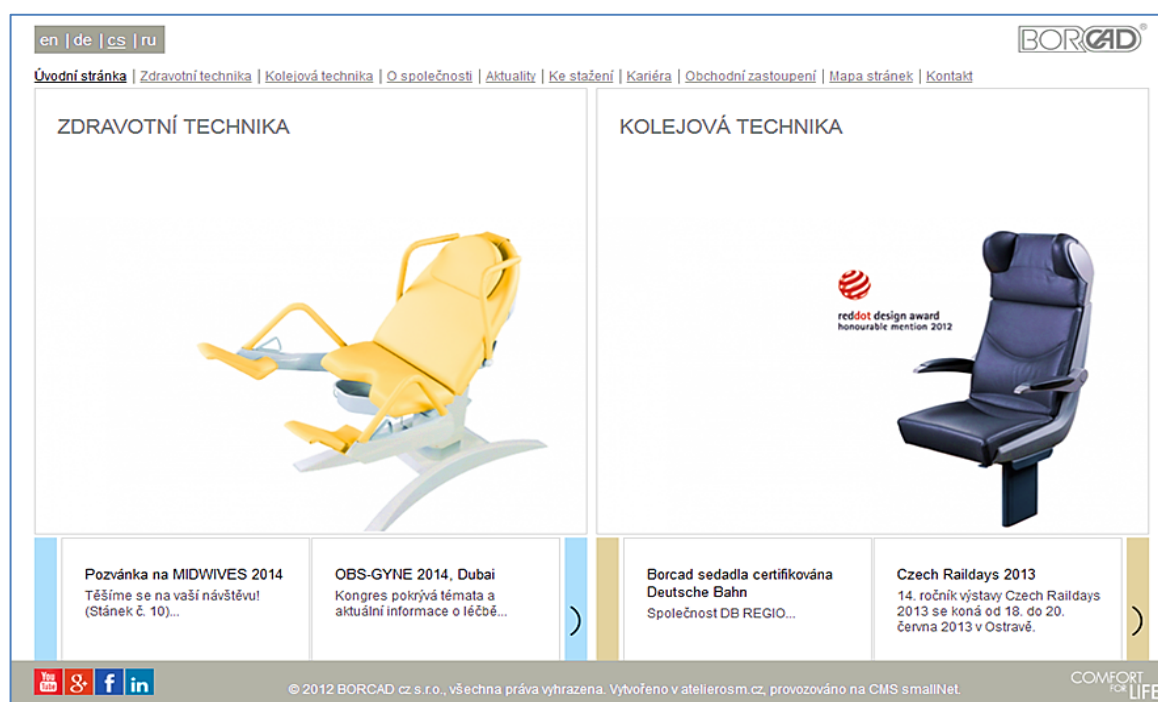 en | de | cs | ru
BORCAD®
Úvodní stránka | Zdravotní technika | Kolejová technika | O společnosti | Aktuality | Ke stažení | Kariéra | Obchodní zastoupení | Mapa stránek | Kontakt
ZDRAVOTNÍ TECHNIKA
KOLEJOVÁ TECHNIKA
reddot design award
honourable mention 2012
Pozvánka na MIDWIVES 2014
Těšíme se na vaší návštěvu!
(Stánek č. 10)...
OBS-GYNE 2014, Dubai
Kongres pokrývá témata a
aktuální informace o léčbě...
Borcad sedadla certifikována
Deutsche Bahn
Společnost DB REGIO...
Czech Raildays 2013
14. ročník výstavy Czech Raildays
2013 se koná od 18. do 20.
června 2013 v Ostravě.
You
Tube
g+
f
in
© 2012 BORCAD cz s.r.o., všechna práva vyhrazena. Vytvořeno v atelierosm.cz, provozováno na CMS smallNet.
COMFORT
FOR LIFE